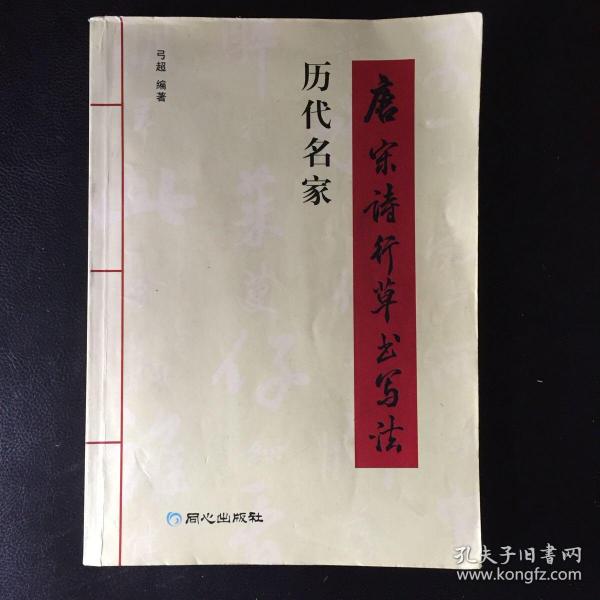 唐宋诗行草书写法
历代名家
弓超 编著
同心出版社
孔夫子旧书网
www.kongfz.com